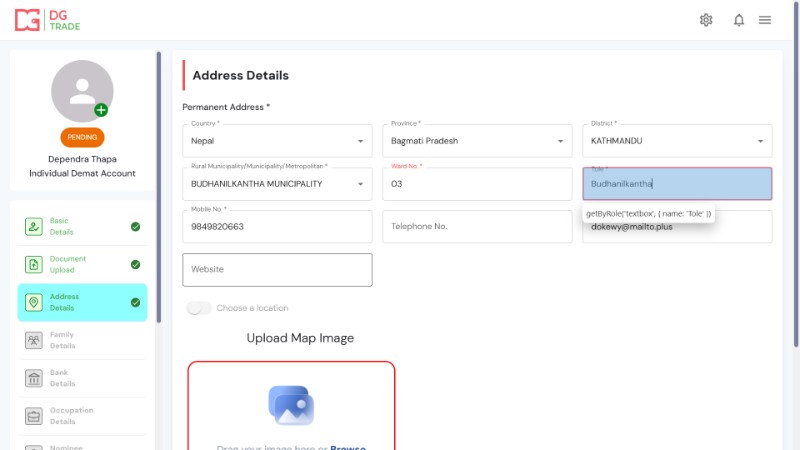 DG
TRADE
PENDING
Dependra Thapa
Individual Demat Account
Basic
Details
Document
Upload
Address
Details
Family
Details
Bank
Details
Occupation
Details
Nominee
Address Details
Permanent Address *
Country *
Nepal
Province *
Bagmati Pradesh
District *
KATHMANDU
Rural Municipality/Municipality/Metropolitan *
BUDHANILKANTHA MUNICIPALITY
Ward No. *
03
Tole *
Budhanilkantha
getByRole('textbox', { name: 'Tole' })
Mobile No. *
9849820663
Telephone No.
dokewy@mailto.plus
Website
Choose a location
Upload Map Image
Drag your image here or Browse